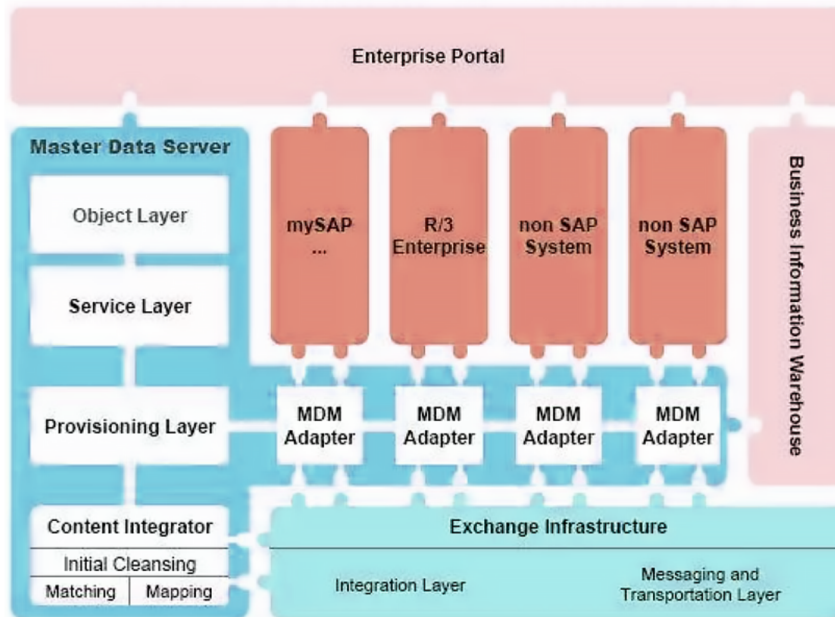 Enterprise Portal
Master Data Server
Object Layer
Service Layer
Provisioning Layer
Content Integrator
Initial Cleansing
Matching
Mapping
mySAP
...
R/3
Enterprise
non SAP
System
non SAP
System
MDM
Adapter
MDM
Adapter
MDM
Adapter
MDM
Adapter
Business Information Warehouse
Exchange Infrastructure
Integration Layer
Messaging and
Transportation Layer